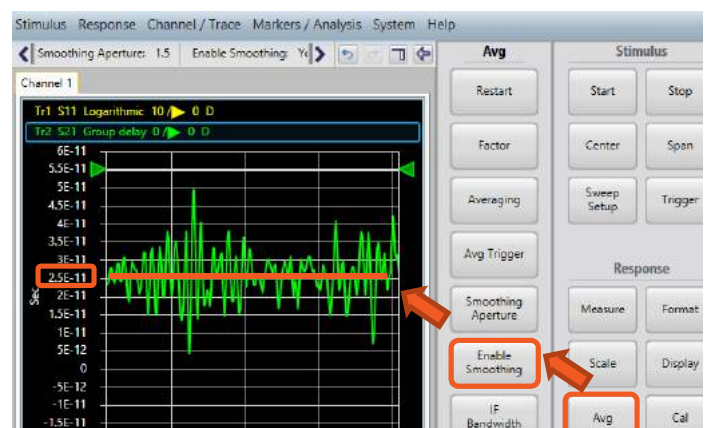 Stimulus Response Channel / Trace Markers / Analysis System Help
Smoothing Aperture: 1.5 Enable Smoothing: Ye
Channel 1
Tr1 S11 Logarithmic 10 / 0 D
Tr2 S21 Group delay 0 / 0 D
6E-11
5.5E-11
5E-11
4.5E-11
4E-11
3.5E-11
3E-11
2.5E-11
2E-11
1.5E-11
1E-11
5E-12
0
-5E-12
-1E-11
-1.5E-11
Sec
Avg
Restart
Factor
Averaging
Avg Trigger
Smoothing
Aperture
Enable
Smoothing
IF
Bandwidth
Stimulus
Start Stop
Center Span
Sweep
Setup
Trigger
Response
Measure Format
Scale Display
Avg Cal